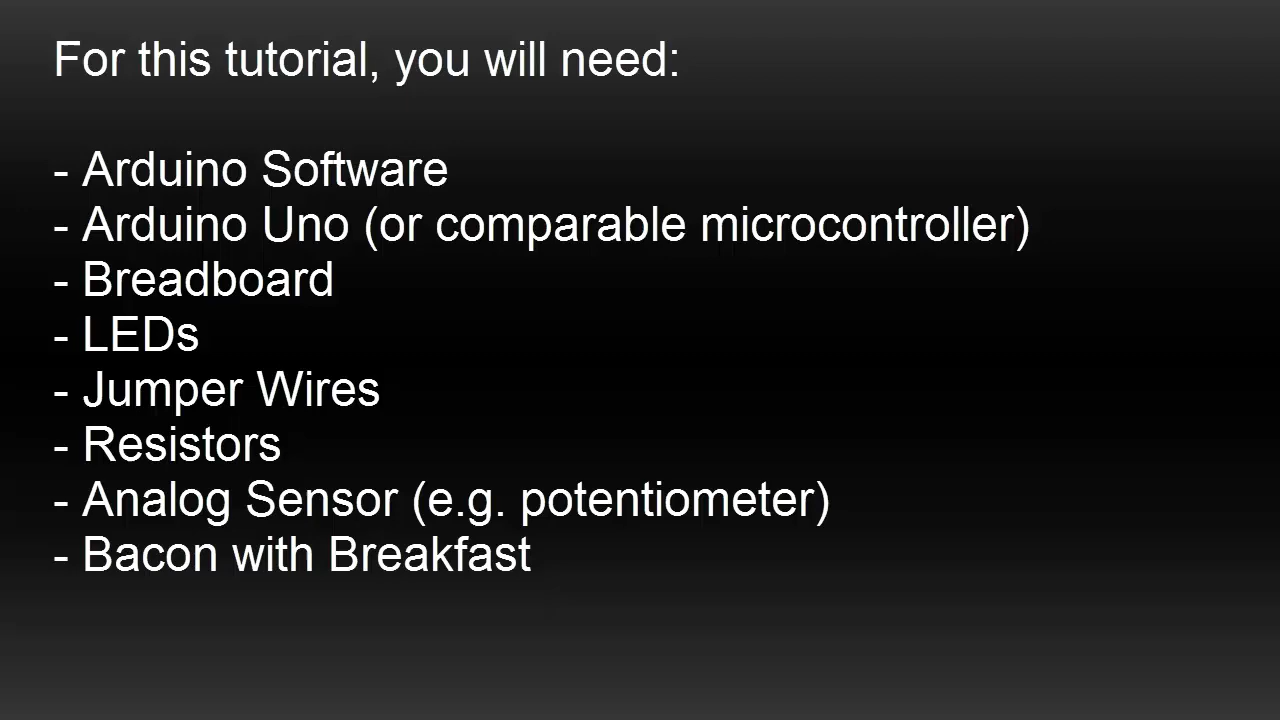 For this tutorial, you will need:
- Arduino Software
- Arduino Uno (or comparable microcontroller)
- Breadboard
- LEDs
- Jumper Wires
- Resistors
- Analog Sensor (e.g. potentiometer)
- Bacon with Breakfast